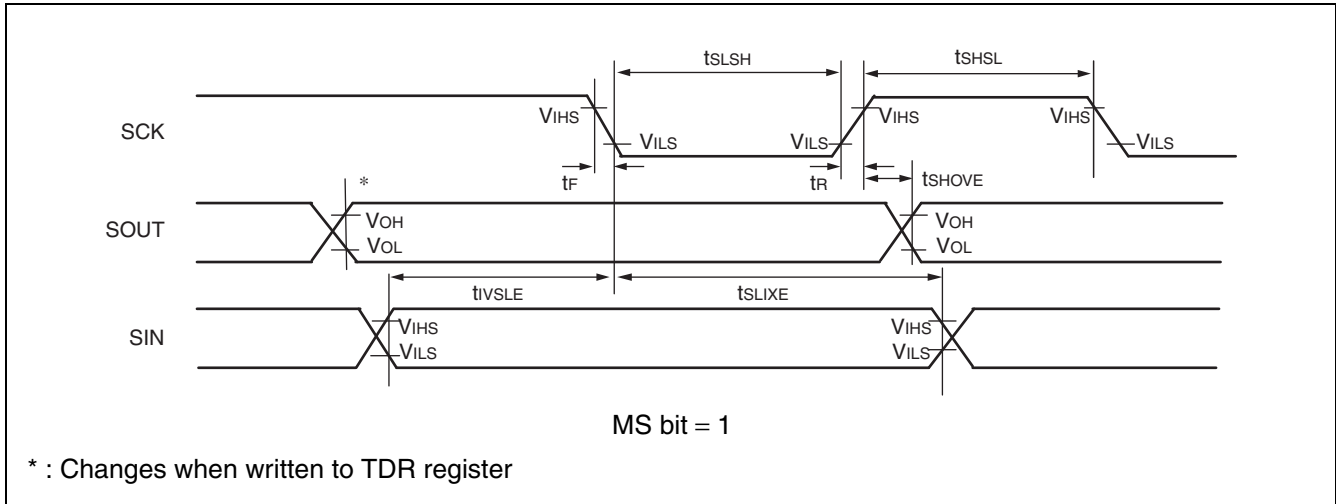 tSLSH
tSHSL
SCK
VIHS
VILS
VILS
VIHS
VIHS
VILS
tF
tR
tSHOVE
*
SOUT
VOH
VOL
VOH
VOL
tIVSLE
tSLIXE
SIN
VIHS
VILS
VIHS
VILS
MS bit = 1
* : Changes when written to TDR register